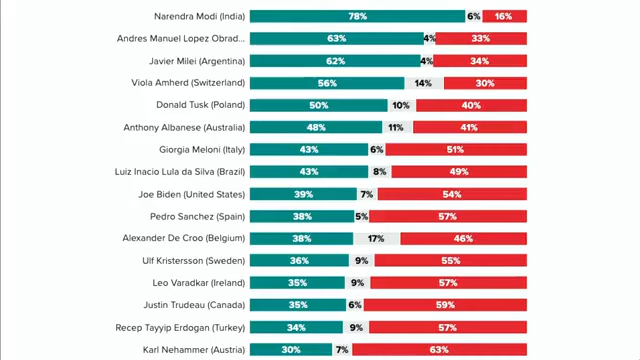 Narendra Modi (India) 78% 6% 16%
Andres Manuel Lopez Obrad... 63% 4% 33%
Javier Milei (Argentina) 62% 4% 34%
Viola Amherd (Switzerland) 56% 14% 30%
Donald Tusk (Poland) 50% 10% 40%
Anthony Albanese (Australia) 48% 11% 41%
Giorgia Meloni (Italy) 43% 6% 51%
Luiz Inacio Lula da Silva (Brazil) 43% 8% 49%
Joe Biden (United States) 39% 7% 54%
Pedro Sanchez (Spain) 38% 5% 57%
Alexander De Croo (Belgium) 38% 17% 46%
Ulf Kristersson (Sweden) 36% 9% 55%
Leo Varadkar (Ireland) 35% 9% 57%
Justin Trudeau (Canada) 35% 6% 59%
Recep Tayyip Erdogan (Turkey) 34% 9% 57%
Karl Nehammer (Austria) 30% 7% 63%